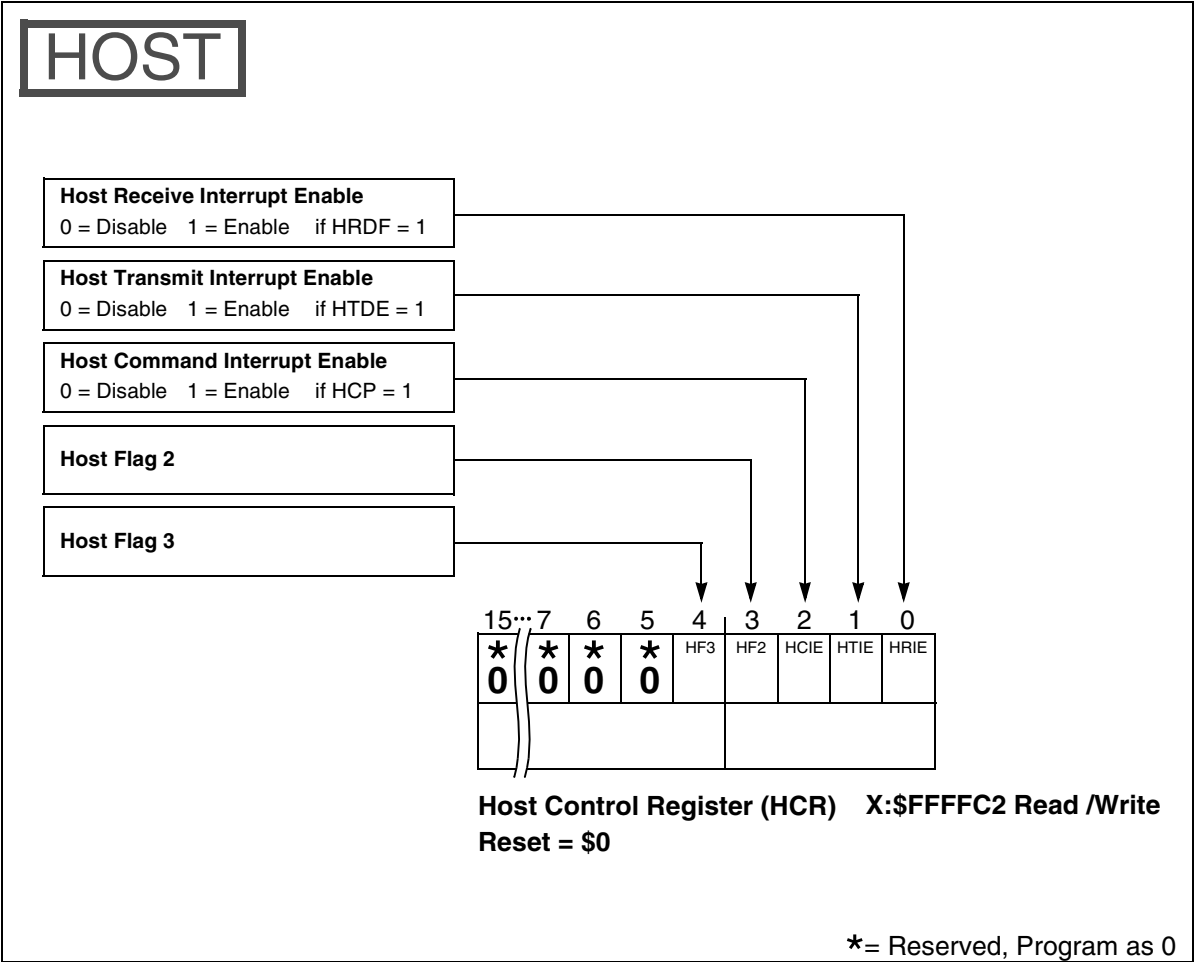 HOST
Host Receive Interrupt Enable
0 = Disable 1 = Enable if HRDF = 1
Host Transmit Interrupt Enable
0 = Disable 1 = Enable if HTDE = 1
Host Command Interrupt Enable
0 = Disable 1 = Enable if HCP = 1
Host Flag 2
Host Flag 3
15 ··· 7 6 5 4 3 2 1 0
* * * * HF3 HF2 HCIE HTIE HRIE
0 0 0 0
Host Control Register (HCR) X:$FFFFC2 Read /Write
Reset = $0
*= Reserved, Program as 0